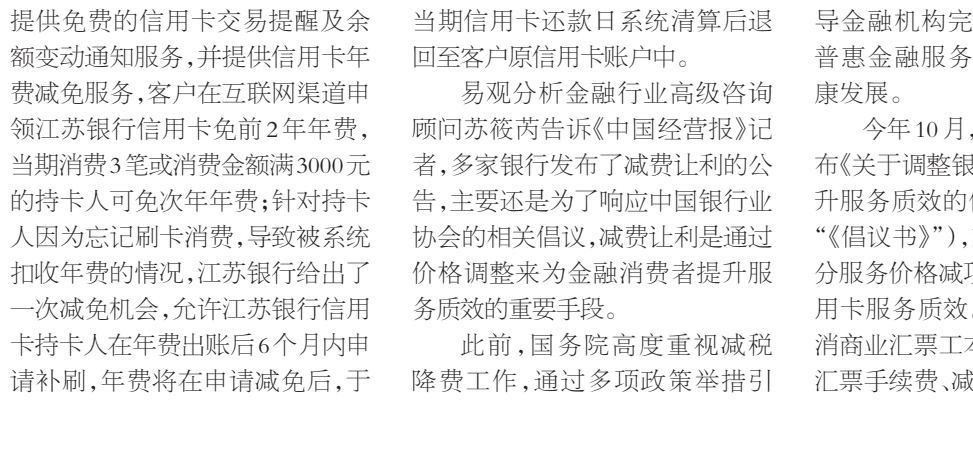 提供免费的信用卡交易提醒及余
额变动通知服务，并提供信用卡年
费减免服务，客户在互联网渠道申
领江苏银行信用卡免前2年年费，
当期消费3笔或消费金额满3000元
的持卡人可免次年年费；针对持卡
人因为忘记刷卡消费，导致被系统
扣收年费的情况，江苏银行给出了
一次减免机会，允许江苏银行信用
卡持卡人在年费出账后6个月内申
请补刷，年费将在申请减免后，于
当期信用卡还款日系统清算后退
回至客户原信用卡账户中。
易观分析金融行业高级咨询
顾问苏筱芮告诉《中国经营报》记
者，多家银行发布了减费让利的公
告，主要还是为了响应中国银行业
协会的相关倡议，减费让利是通过
价格调整来为金融消费者提升服
务质效的重要手段。
此前，国务院高度重视减税
降费工作，通过多项政策举措引
导金融机构完
普惠金融服务
康发展。
今年10月，
布《关于调整银
升服务质效的
“《倡议书》”），
分服务价格减
用卡服务质效
消商业汇票工
汇票手续费、减